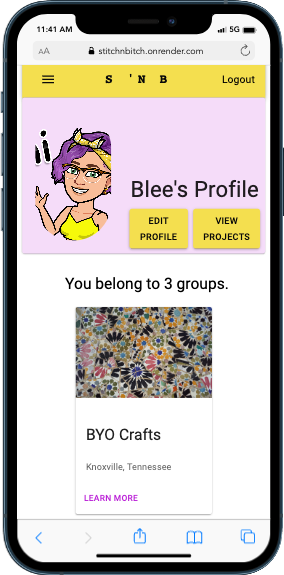 11:41 AM 5G
AA stitchnbitch.onrender.com
S 'N B Logout
Hi
Blee's Profile
EDIT VIEW
PROFILE PROJECTS
You belong to 3 groups.
BYO Crafts
Knoxville, Tennessee
LEARN MORE